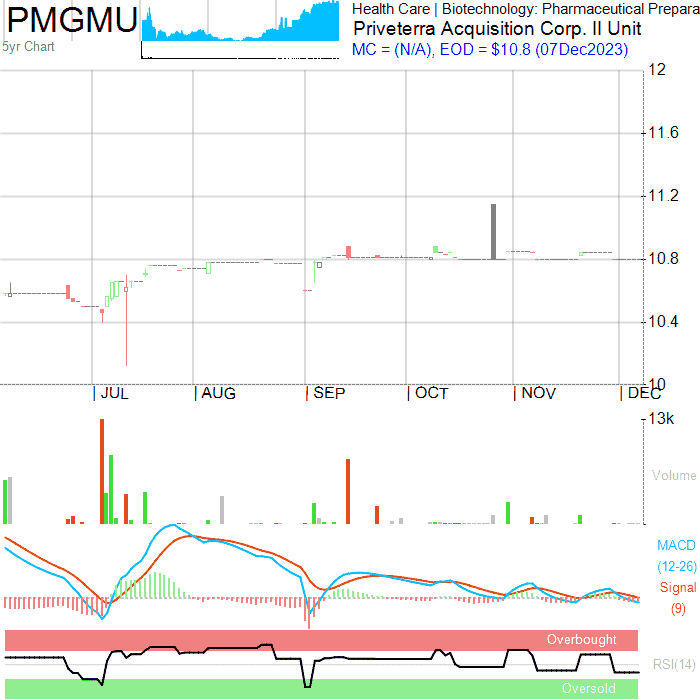 PMGMU
5yr Chart
Health Care | Biotechnology: Pharmaceutical Prepara
Priveterra Acquisition Corp. II Unit
MC = (N/A), EOD = $10.8 (07Dec2023)
12
11.6
11.2
10.8
10.4
10
JUL
AUG
SEP
OCT
NOV
DEC
13k
Volume
MACD
(12-26)
Signal
(9)
Overbought
RSI(14)
Oversold